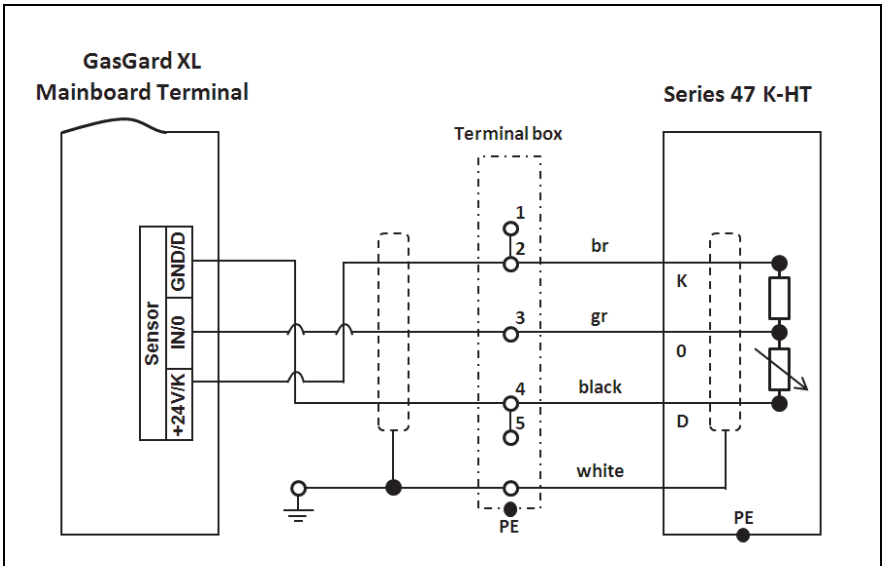 GasGard XL
Mainboard Terminal
Series 47 K-HT
Terminal box
Sensor
GND/D
IN/0
+24V/K
1
2
3
4
5
br
gr
black
white
K
0
D
PE
PE